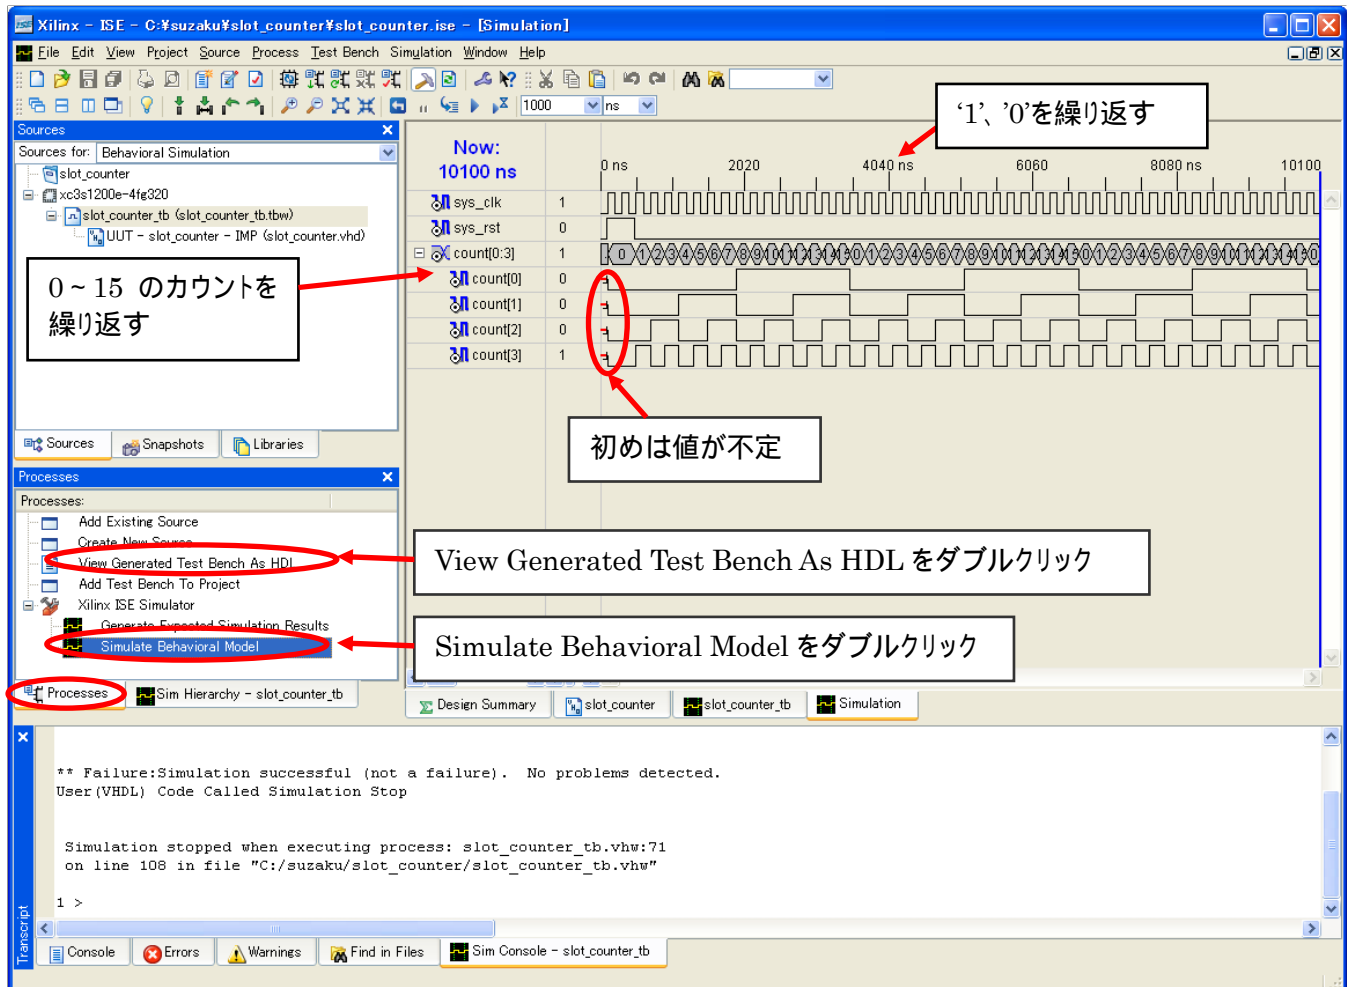 Xilinx - ISE - C:¥suzaku¥slot_counter¥slot_counter.ise - [Simulation]
File Edit View Project Source Process Test Bench Simulation Window Help
1000 ns
'1'、'0'を繰り返す
Sources
Sources for: Behavioral Simulation
slot_counter
xc3s1200e-4fg320
slot_counter_tb (slot_counter_tb.tbw)
UUT - slot_counter - IMP (slot_counter.vhd)
0~15 のカウントを
繰り返す
Sources Snapshots Libraries
Now:
10100 ns
0 ns 2020 4040 ns 6060 8080 ns 10100
sys_clk 1
sys_rst 0
count[0:3] 1
count[0] 0
count[1] 0
count[2] 0
count[3] 1
初めは値が不定
Processes
Processes:
Add Existing Source
Create New Source
View Generated Test Bench As HDL
Add Test Bench To Project
Xilinx ISE Simulator
Generate Expected Simulation Results
Simulate Behavioral Model
View Generated Test Bench As HDL をダブルクリック
Simulate Behavioral Model をダブルクリック
Processes Sim Hierarchy - slot_counter_tb
Design Summary slot_counter slot_counter_tb Simulation
** Failure:Simulation successful (not a failure). No problems detected.
User(VHDL) Code Called Simulation Stop
Simulation stopped when executing process: slot_counter_tb.vhw:71
on line 108 in file "C:/suzaku/slot_counter/slot_counter_tb.vhw"
1 >
Transcript
Console Errors Warnings Find in Files Sim Console - slot_counter_tb